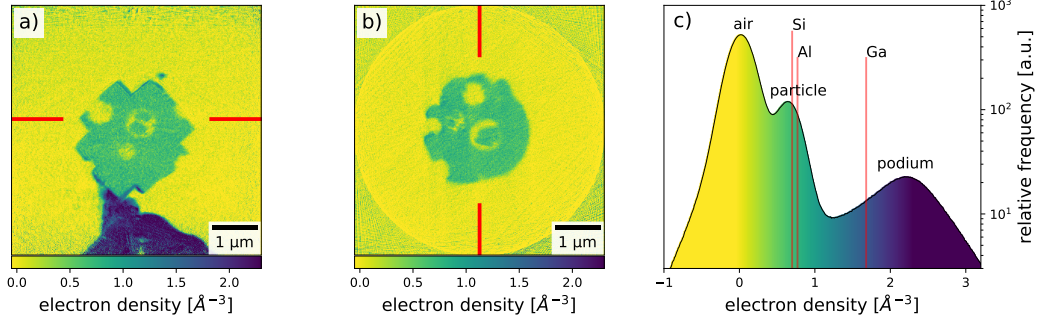 a)
1 μm
0.0 0.5 1.0 1.5 2.0
electron density [Å⁻³]
b)
1 μm
0.0 0.5 1.0 1.5 2.0
electron density [Å⁻³]
c)
air
Si
Al
Ga
particle
podium
10³
10²
10¹
relative frequency [a.u.]
−1 0 1 2 3
electron density [Å⁻³]